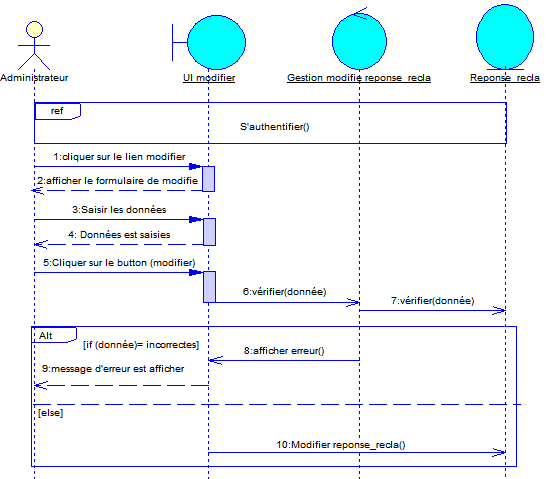 Administrateur
UI modifier
Gestion modifie reponse_recla
Reponse_recla
ref
S'authentifier()
1:cliquer sur le lien modifier
2:afficher le formulaire de modifie
3:Saisir les données
4: Données est saisies
5:Cliquer sur le button (modifier)
6:vérifier(donnée)
7:vérifier(donnée)
Alt
[if (donnée)= incorrectes]
8:afficher erreur()
9:message d'erreur est afficher
[else]
10:Modifier reponse_recla()